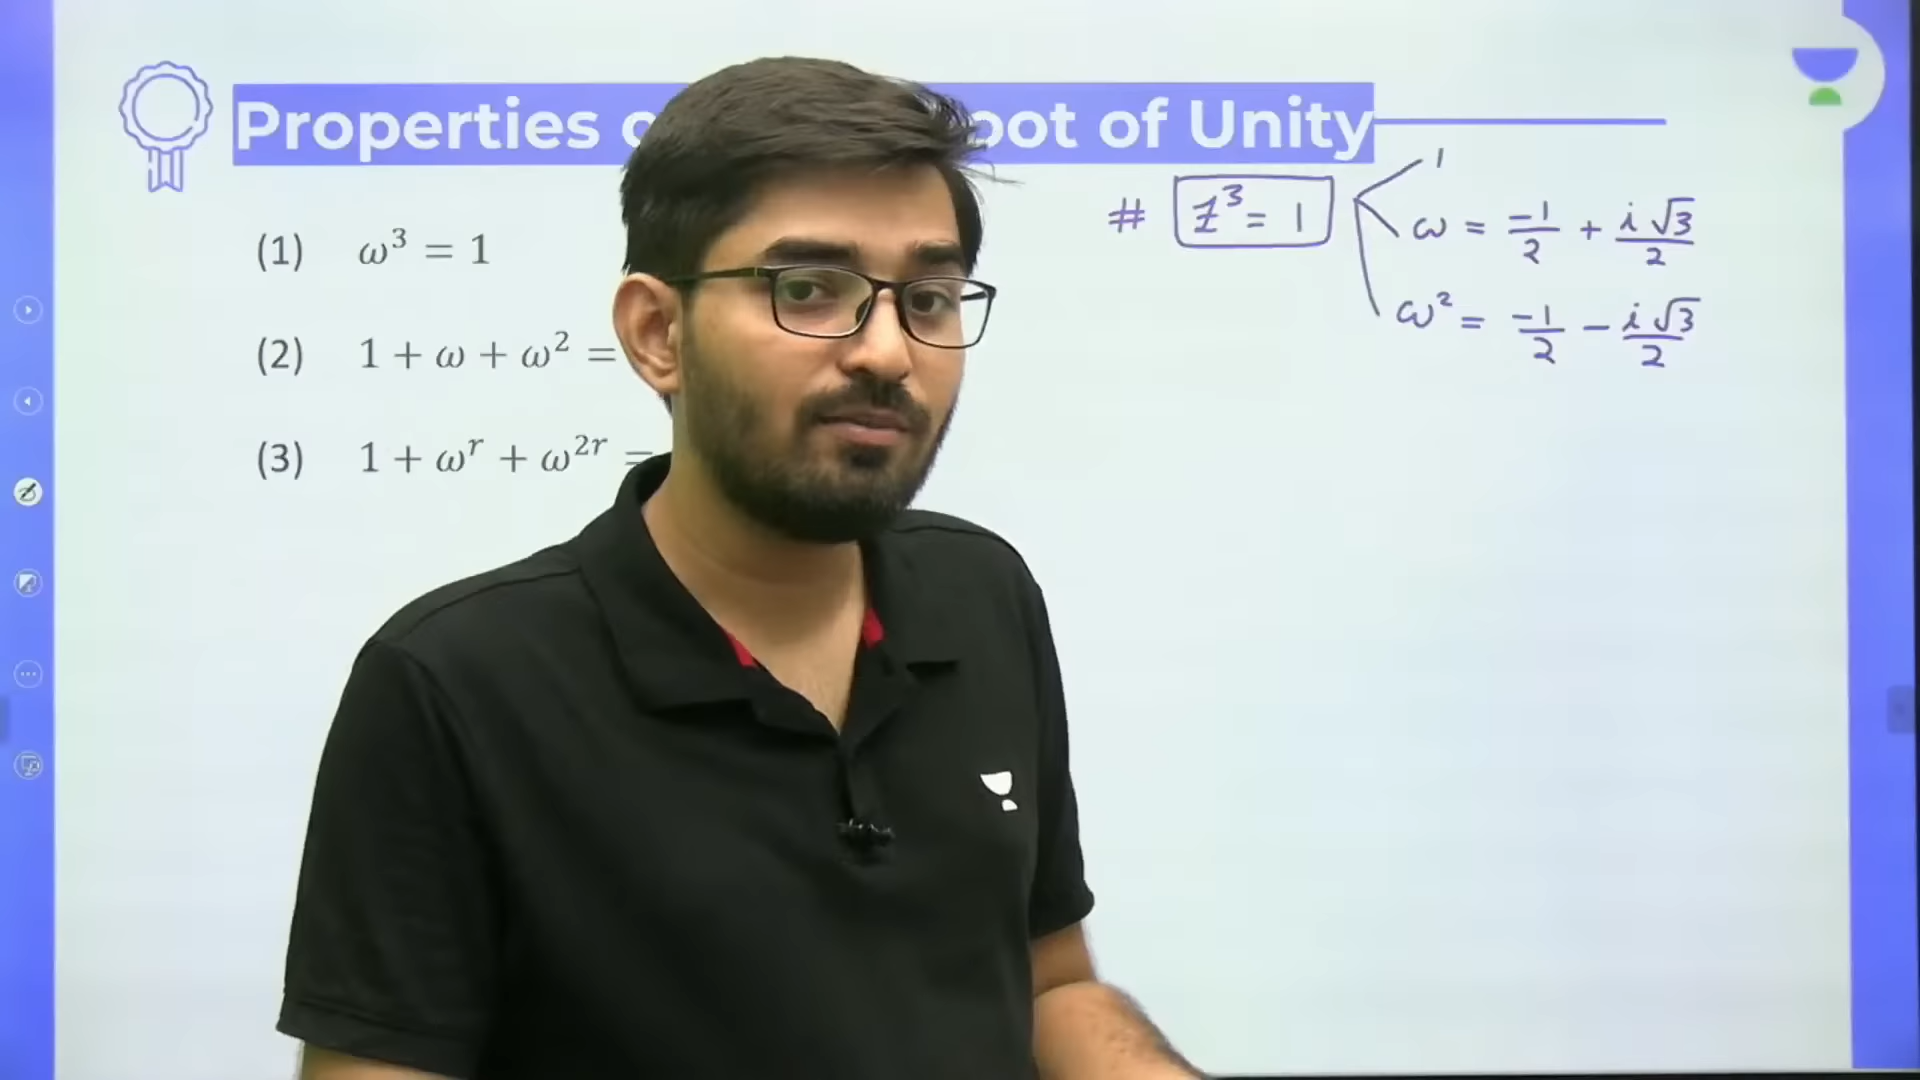 Properties of Unity
# Z³ = 1
1
ω = -1/2 + i√3/2
ω² = -1/2 - i√3/2
(1) ω³ = 1
(2) 1 + ω + ω² =
(3) 1 + ωʳ + ω²ʳ =